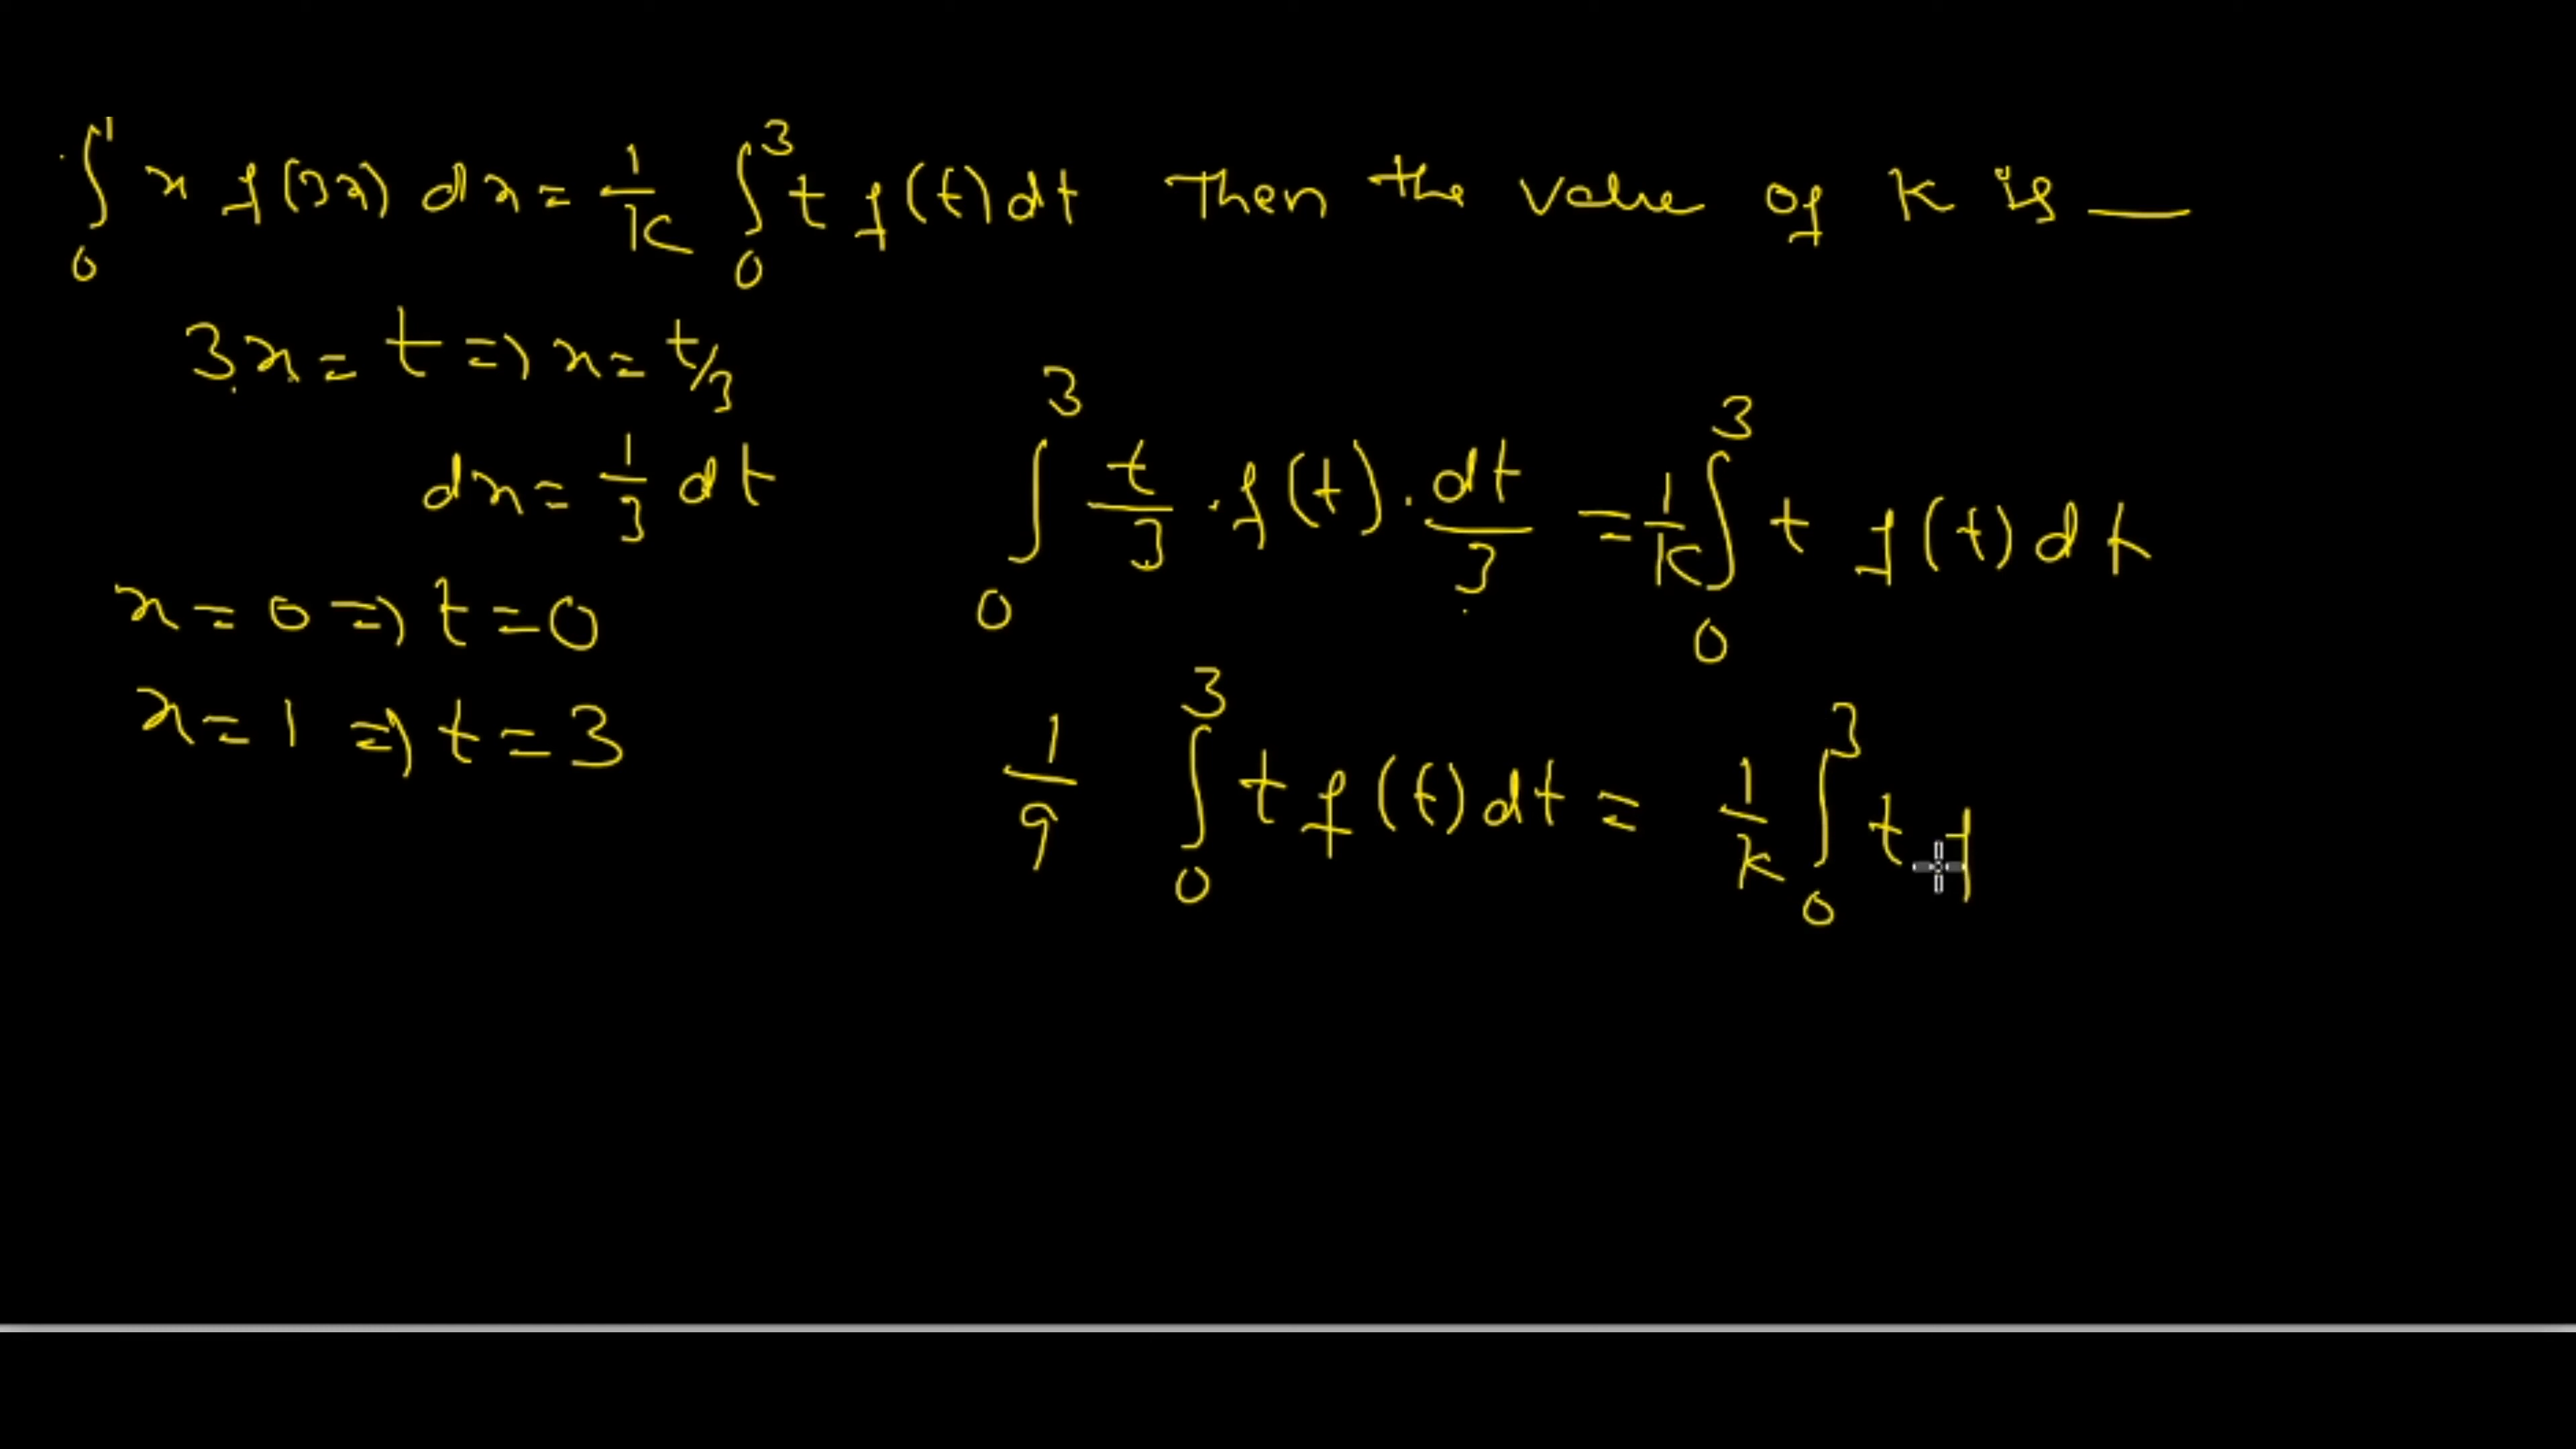 ∫₀¹ x f(3x) dx = 1/K ∫₀³ t f(t) dt Then the value of K is ___
3x = t => x = t/3
dx = 1/3 dt
x = 0 => t = 0
x = 1 => t = 3
∫₀³ t/3 · f(t) · dt/3 = 1/K ∫₀³ t f(t) dt
1/9 ∫₀³ t f(t) dt = 1/K ∫₀³ t f